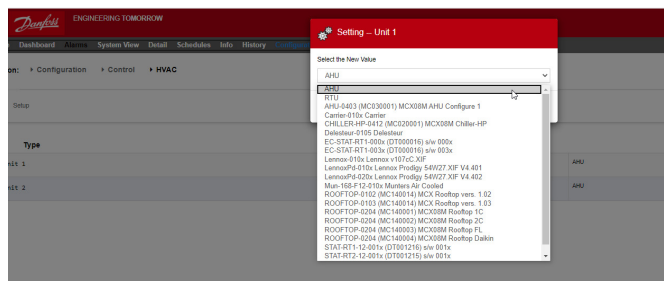 Danfoss ENGINEERING TOMORROW
Dashboard Alarms System View Detail Schedules Info History
on: Configuration Control HVAC
Setup
Type
nit 1 AHU
nit 2 AHU
Setting – Unit 1
Select the New Value
AHU
AHU
RTU
AHU-0403 (MC030001) MCX08M AHU Configure 1
Carrier-010x Carrier
CHILLER-HP-0412 (MC020001) MCX08M Chiller-HP
Delesteur-0105 Delesteur
EC-STAT-RT1-000x (DT000016) s/w 000x
EC-STAT-RT1-003x (DT000016) s/w 003x
Lennox-010x Lennox v107cC.XIF
LennoxPd-010x Lennox Prodigy 54W27.XIF V4.401
LennoxPd-020x Lennox Prodigy 54W27.XIF V4.402
Mun-168-F12-010x Munters Air Cooled
ROOFTOP-0102 (MC140014) MCX Rooftop vers. 1.02
ROOFTOP-0103 (MC140014) MCX Rooftop vers. 1.03
ROOFTOP-0204 (MC140001) MCX08M Rooftop 1C
ROOFTOP-0204 (MC140002) MCX08M Rooftop 2C
ROOFTOP-0204 (MC140003) MCX08M Rooftop FL
ROOFTOP-0204 (MC140004) MCX08M Rooftop Daikin
STAT-RT1-12-001x (DT001216) s/w 001x
STAT-RT2-12-001x (DT001215) s/w 001x